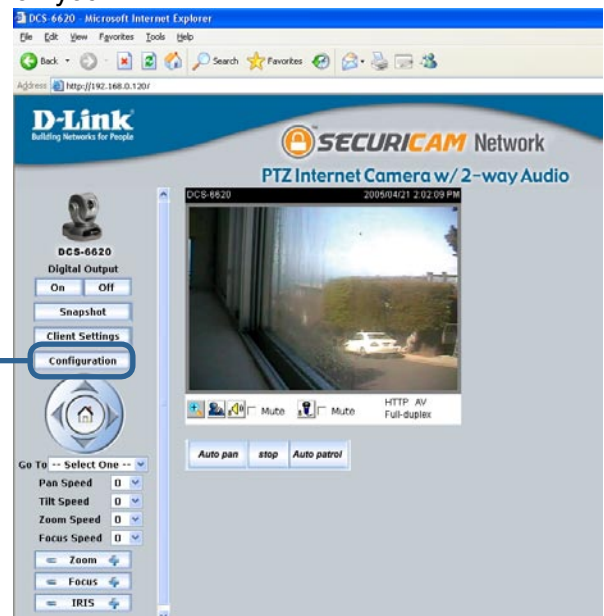 DCS-6620 - Microsoft Internet Explorer
File Edit View Favorites Tools Help
Back Search Favorites
Address http://192.168.0.120/
D-Link
Building Networks for People
SECURICAM Network
PTZ Internet Camera w/ 2-way Audio
DCS-6620 2005/04/21 2:02:09 PM
DCS-6620
Digital Output
On Off
Snapshot
Client Settings
Configuration
Mute Mute HTTP AV
Full-duplex
Auto pan stop Auto patrol
Go To -- Select One --
Pan Speed 0
Tilt Speed 0
Zoom Speed 0
Focus Speed 0
Zoom
Focus
IRIS